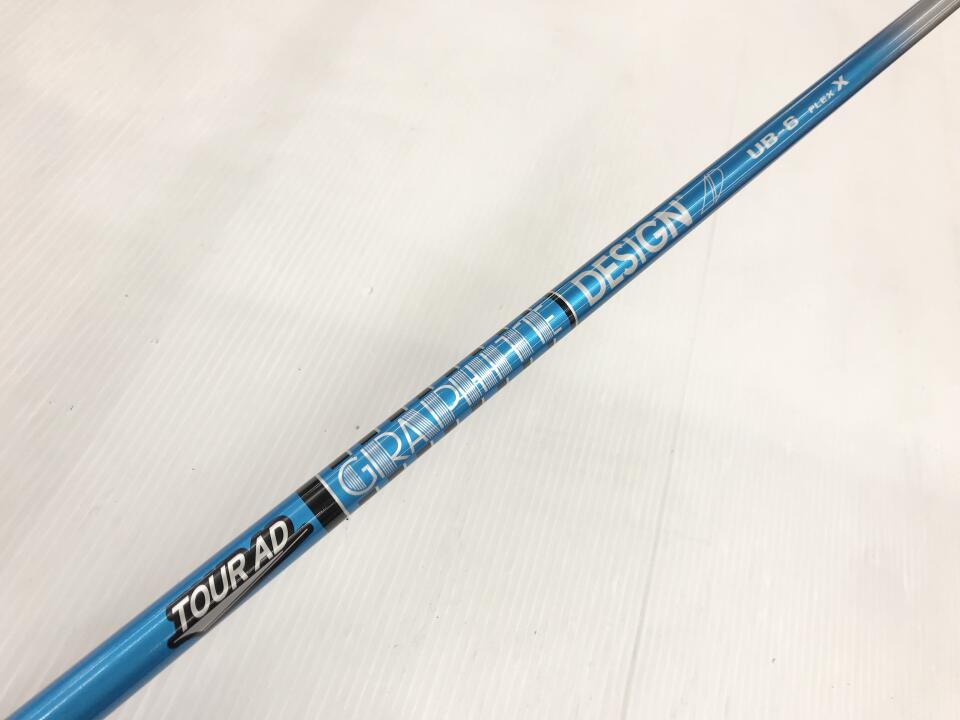 TOUR AD
GRAPHITE DESIGN
UB-6 FLEX X